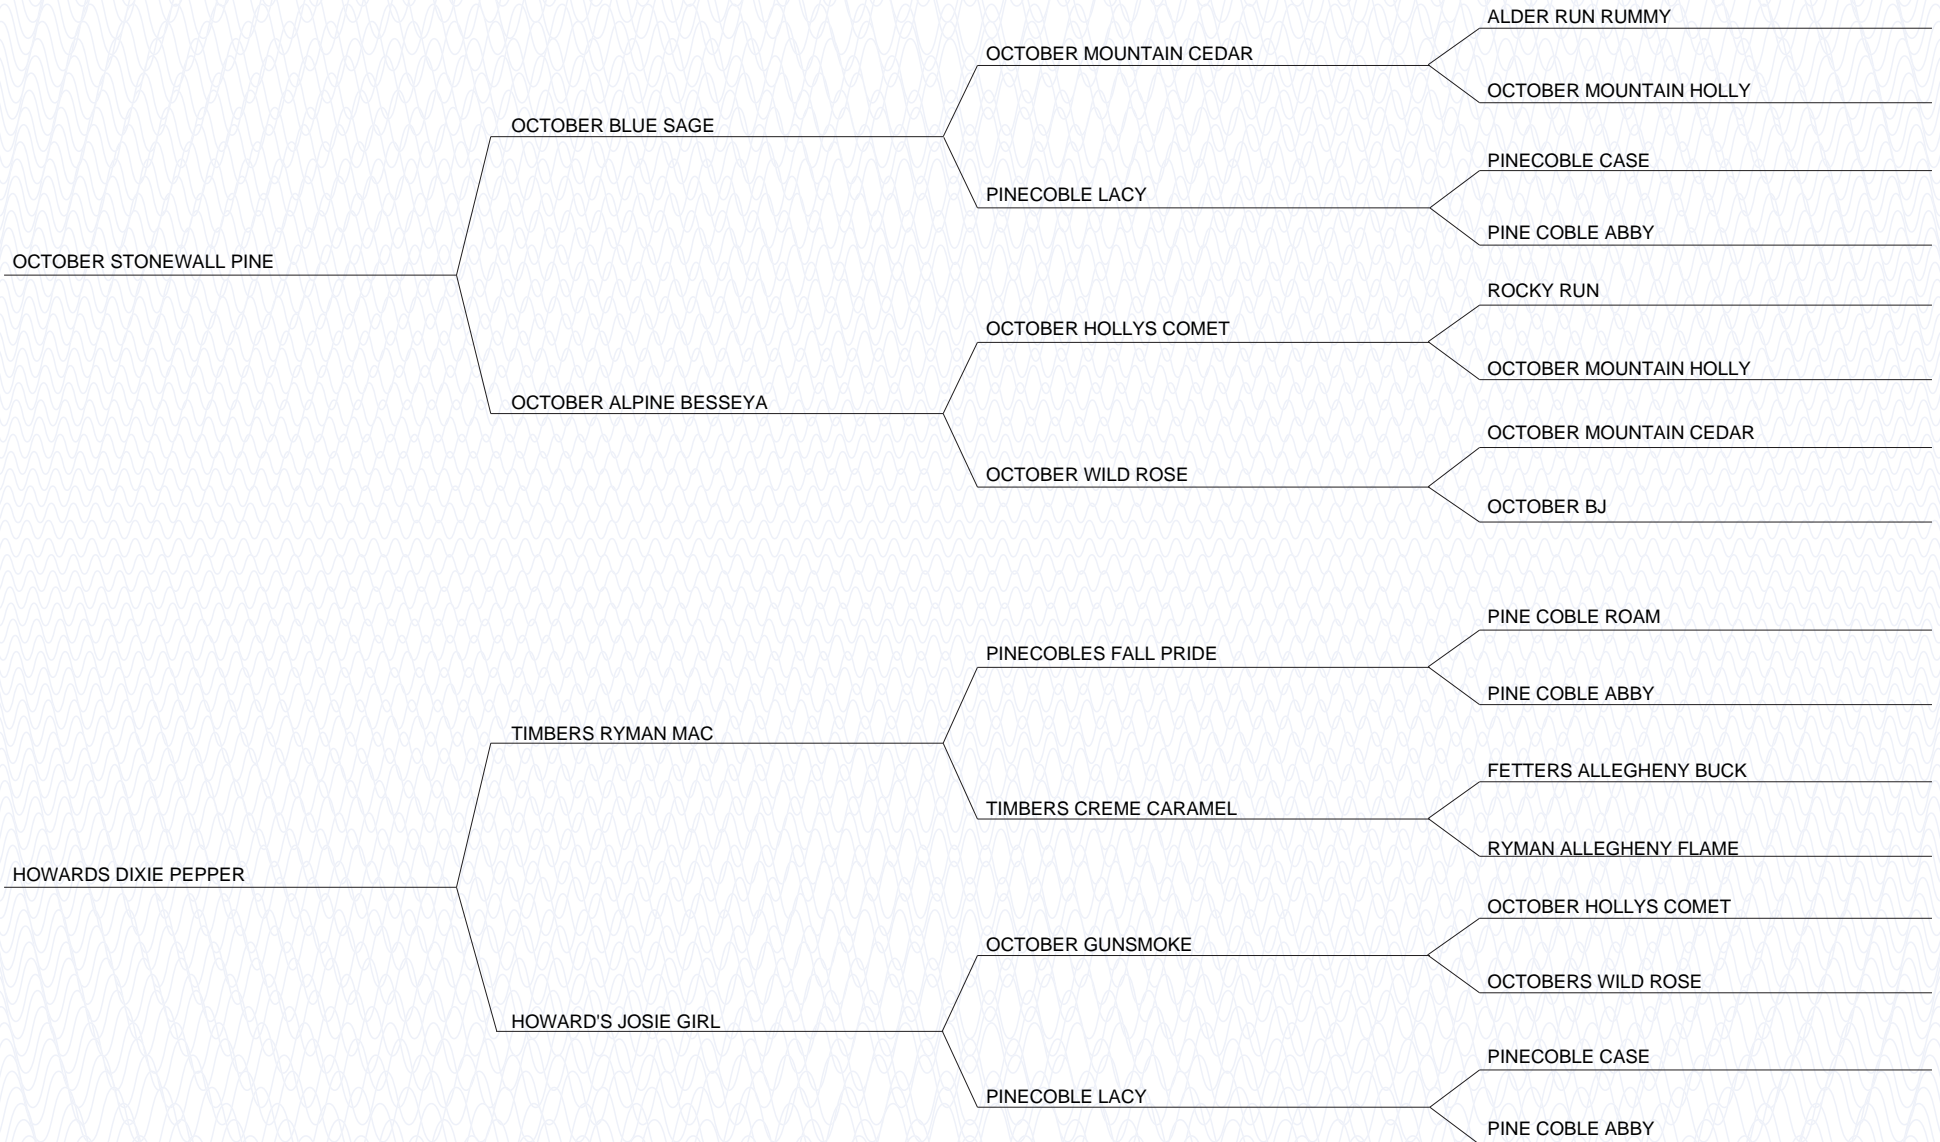 ALDER RUN RUMMY
OCTOBER MOUNTAIN CEDAR
OCTOBER MOUNTAIN HOLLY
OCTOBER BLUE SAGE
PINECOBLE CASE
PINECOBLE LACY
PINE COBLE ABBY
OCTOBER STONEWALL PINE
ROCKY RUN
OCTOBER HOLLYS COMET
OCTOBER MOUNTAIN HOLLY
OCTOBER ALPINE BESSEYA
OCTOBER MOUNTAIN CEDAR
OCTOBER WILD ROSE
OCTOBER BJ
PINE COBLE ROAM
PINECOBLES FALL PRIDE
PINE COBLE ABBY
TIMBERS RYMAN MAC
FETTERS ALLEGHENY BUCK
TIMBERS CREME CARAMEL
RYMAN ALLEGHENY FLAME
HOWARDS DIXIE PEPPER
OCTOBER HOLLYS COMET
OCTOBER GUNSMOKE
OCTOBERS WILD ROSE
HOWARD'S JOSIE GIRL
PINECOBLE CASE
PINECOBLE LACY
PINE COBLE ABBY